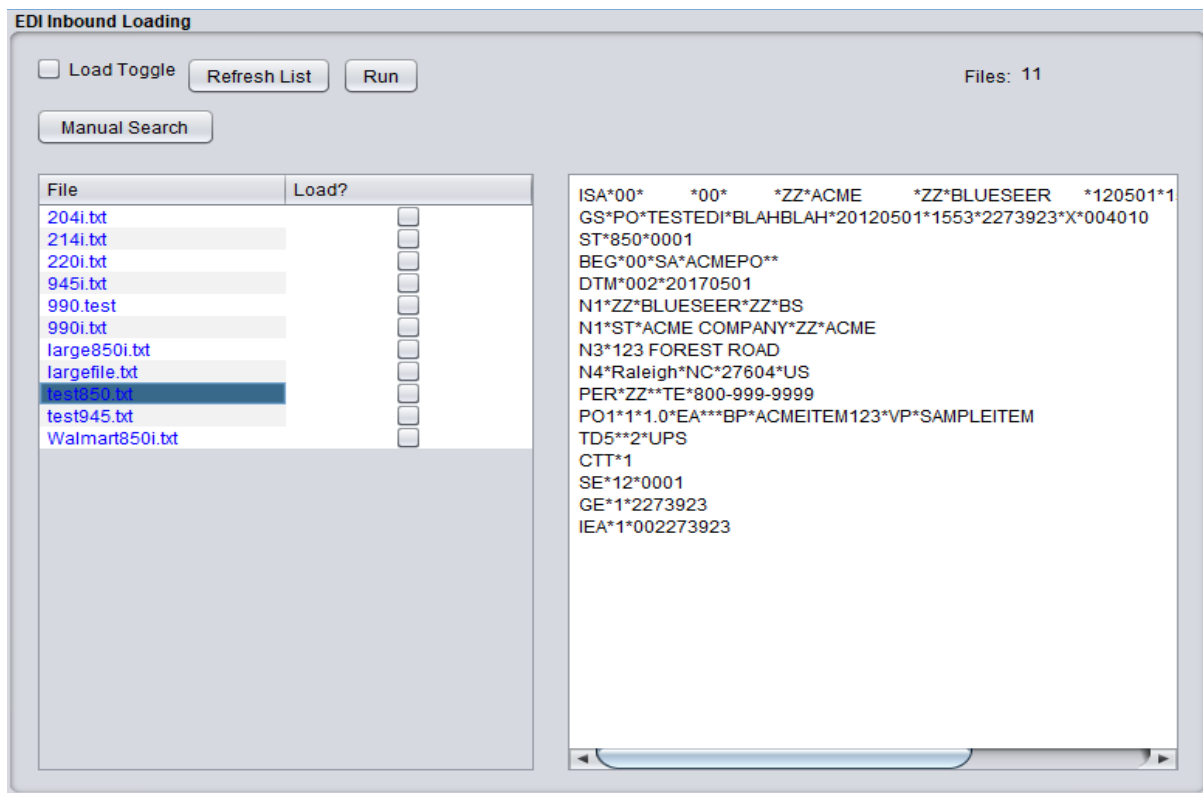 EDI Inbound Loading
Load Toggle Refresh List Run Files: 11
Manual Search
File Load?
204i.txt
214i.txt
220i.txt
945i.txt
990.test
990i.txt
large850i.txt
largefile.txt
test850.txt
test945.txt
Walmart850i.txt
ISA*00* *00* *ZZ*ACME *ZZ*BLUESEER *120501*1
GS*PO*TESTEDI*BLAHBLAH*20120501*1553*2273923*X*004010
ST*850*0001
BEG*00*SA*ACMEPO**
DTM*002*20170501
N1*ZZ*BLUESEER*ZZ*BS
N1*ST*ACME COMPANY*ZZ*ACME
N3*123 FOREST ROAD
N4*Raleigh*NC*27604*US
PER*ZZ**TE*800-999-9999
PO1*1*1.0*EA***BP*ACMEITEM123*VP*SAMPLEITEM
TD5**2*UPS
CTT*1
SE*12*0001
GE*1*2273923
IEA*1*002273923